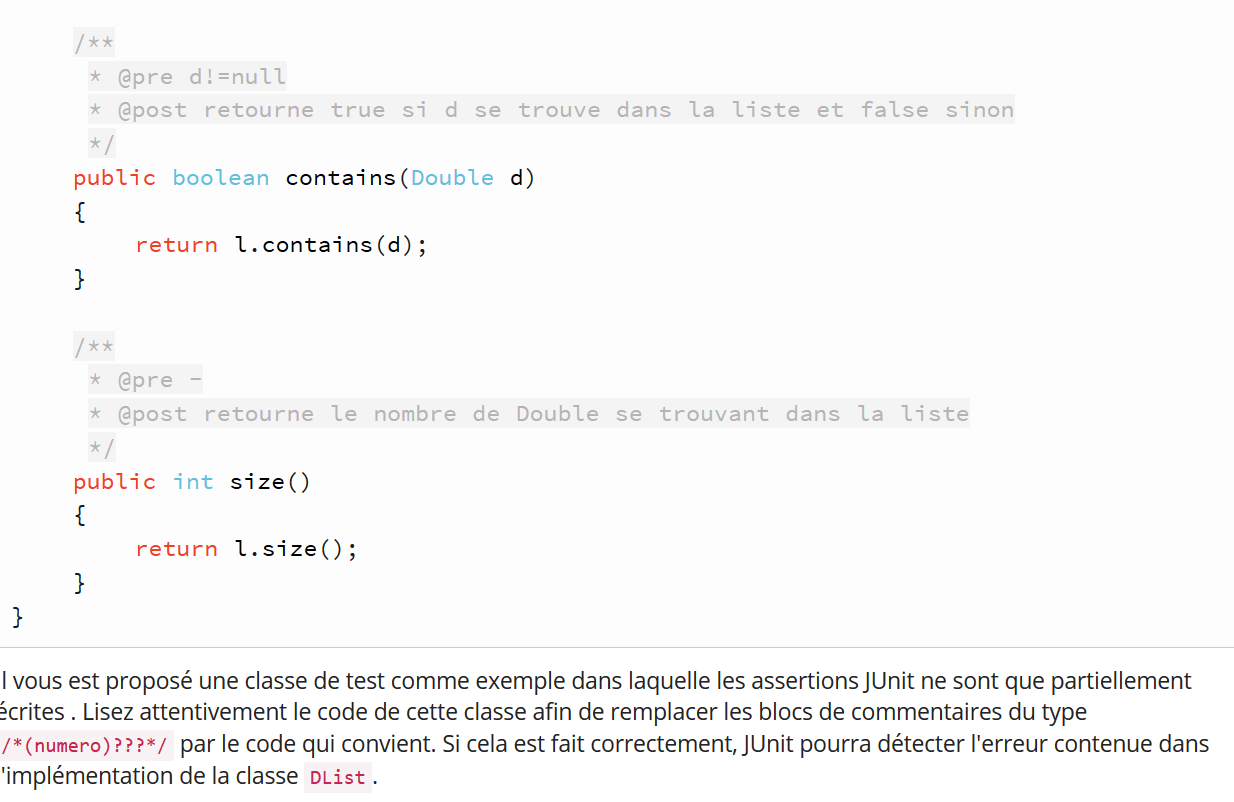 /**
* @pre d!=null
* @post retourne true si d se trouve dans la liste et false sinon
*/
public boolean contains(Double d)
{
return l.contains(d);
}
/**
* @pre -
* @post retourne le nombre de Double se trouvant dans la liste
*/
public int size()
{
return l.size();
}
}
l vous est proposé une classe de test comme exemple dans laquelle les assertions JUnit ne sont que partiellement
écrites . Lisez attentivement le code de cette classe afin de remplacer les blocs de commentaires du type
/*(numero)???*/ par le code qui convient. Si cela est fait correctement, JUnit pourra détecter l'erreur contenue dans
'implémentation de la classe DList .